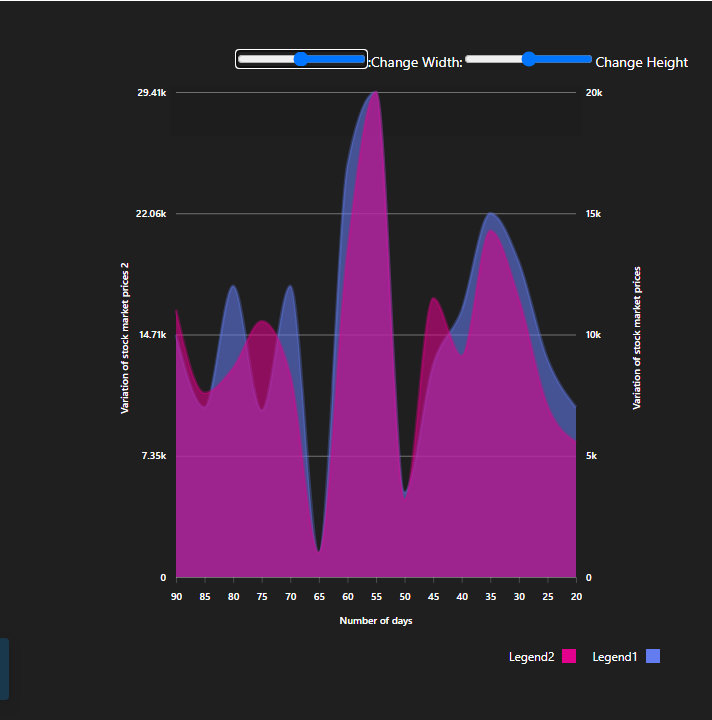 :Change Width: Change Height
29.41k
22.06k
14.71k
7.35k
0
Variation of stock market prices 2
20k
15k
10k
5k
0
Variation of stock market prices
90 85 80 75 70 65 60 55 50 45 40 35 30 25 20
Number of days
Legend2 Legend1